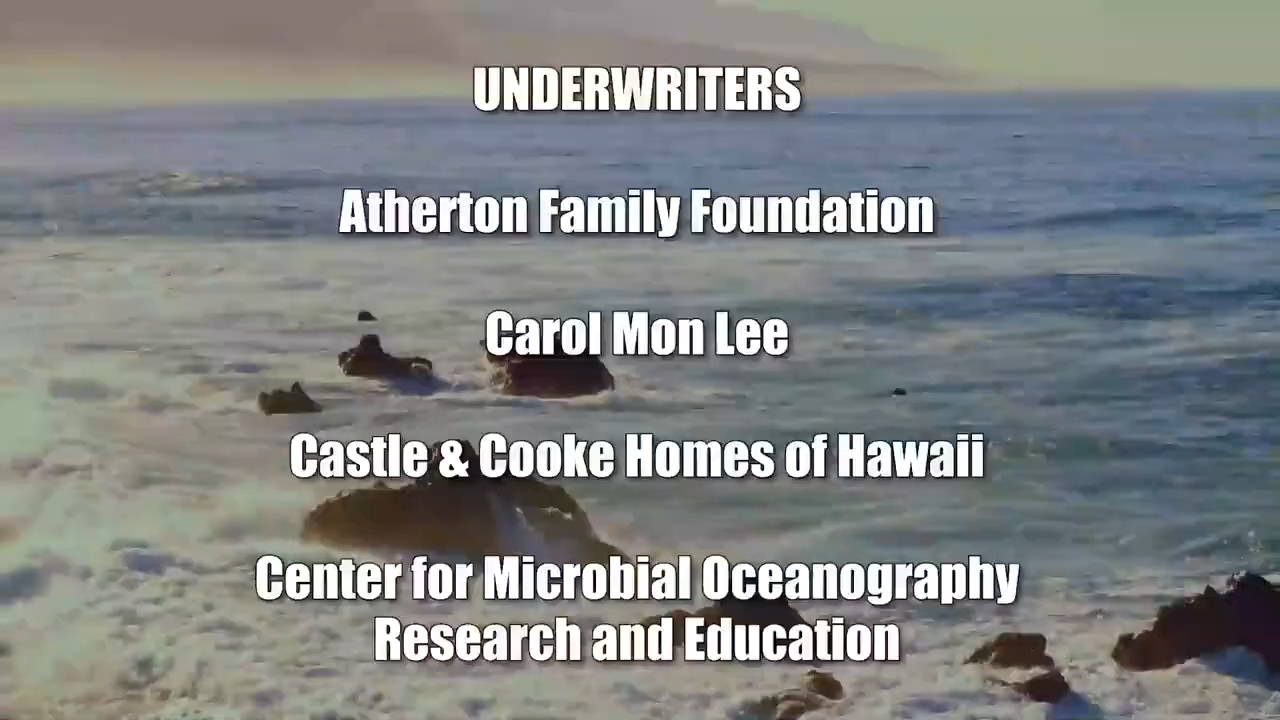 UNDERWRITERS
Atherton Family Foundation
Carol Mon Lee
Castle & Cooke Homes of Hawaii
Center for Microbial Oceanography
Research and Education